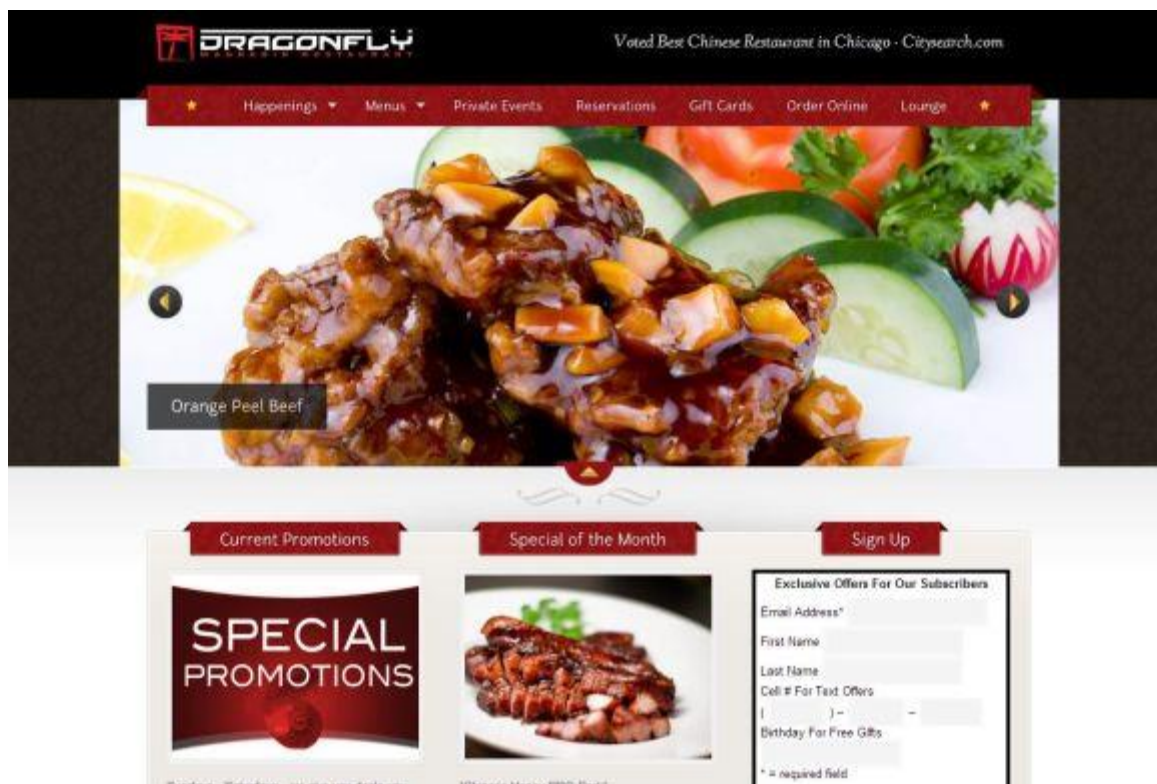 DRAGONFLY
MANDARIN RESTAURANT
Voted Best Chinese Restaurant in Chicago - Citysearch.com
Happenings Menus Private Events Reservations Gift Cards Order Online Lounge
Orange Peel Beef
Current Promotions
SPECIAL
PROMOTIONS
Special of the Month
Sign Up
Exclusive Offers For Our Subscribers
Email Address*
First Name
Last Name
Cell # For Text Offers
( ) - -
Birthday For Free Gifts
* = required field